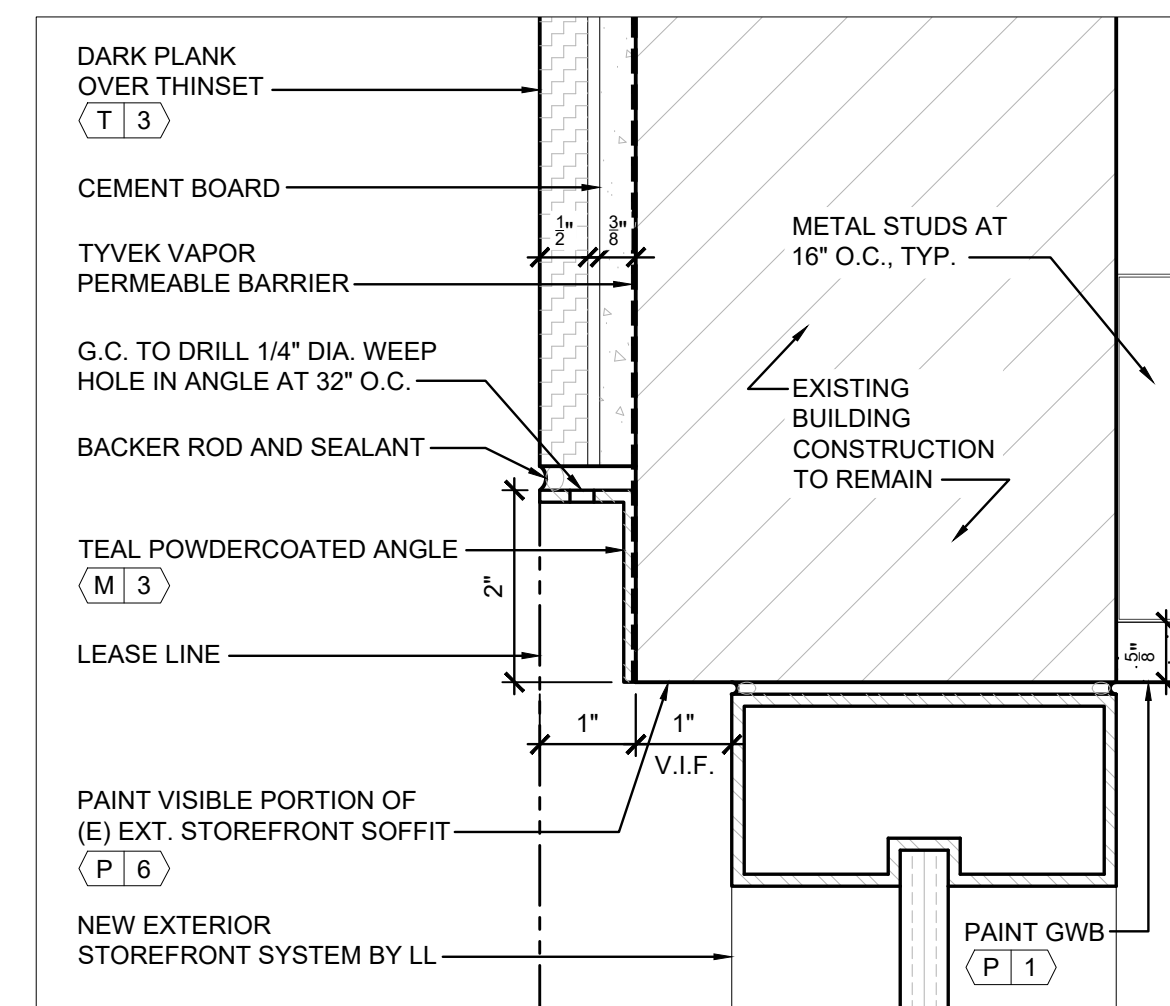 DARK PLANK
OVER THINSET
T 3
CEMENT BOARD
1/2"
3/8"
TYVEK VAPOR
PERMEABLE BARRIER
METAL STUDS AT
16" O.C., TYP.
G.C. TO DRILL 1/4" DIA. WEEP
HOLE IN ANGLE AT 32" O.C.
EXISTING
BUILDING
CONSTRUCTION
TO REMAIN
BACKER ROD AND SEALANT
TEAL POWDERCOATED ANGLE
M 3
2"
LEASE LINE
5/8"
1"
1"
V.I.F.
PAINT VISIBLE PORTION OF
(E) EXT. STOREFRONT SOFFIT
P 6
NEW EXTERIOR
STOREFRONT SYSTEM BY LL
PAINT GWB
P 1